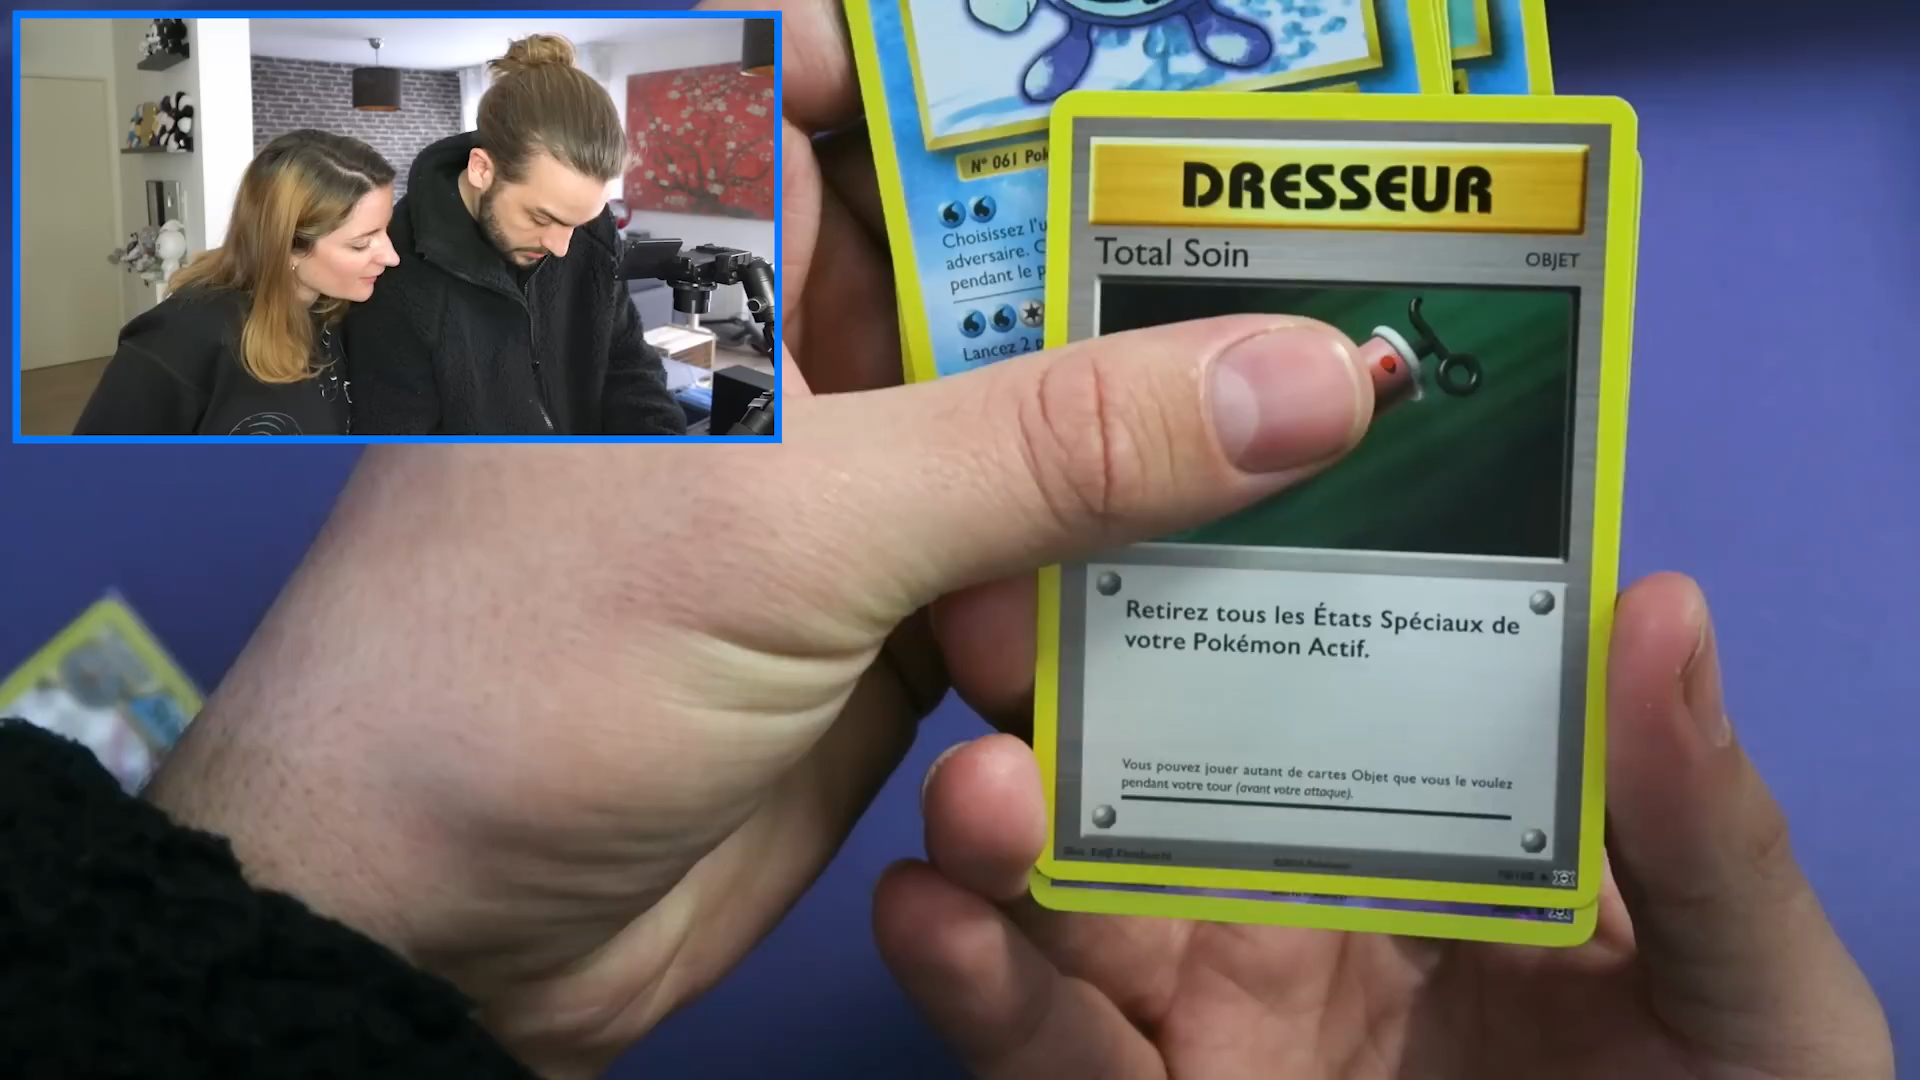 N° 061
Choisissez l'u
adversaire. C
pendant le p
Lancez 2 p
DRESSEUR
Total Soin
OBJET
Retirez tous les États Spéciaux de
votre Pokémon Actif.
Vous pouvez jouer autant de cartes Objet que vous le voulez
pendant votre tour (avant votre attaque).